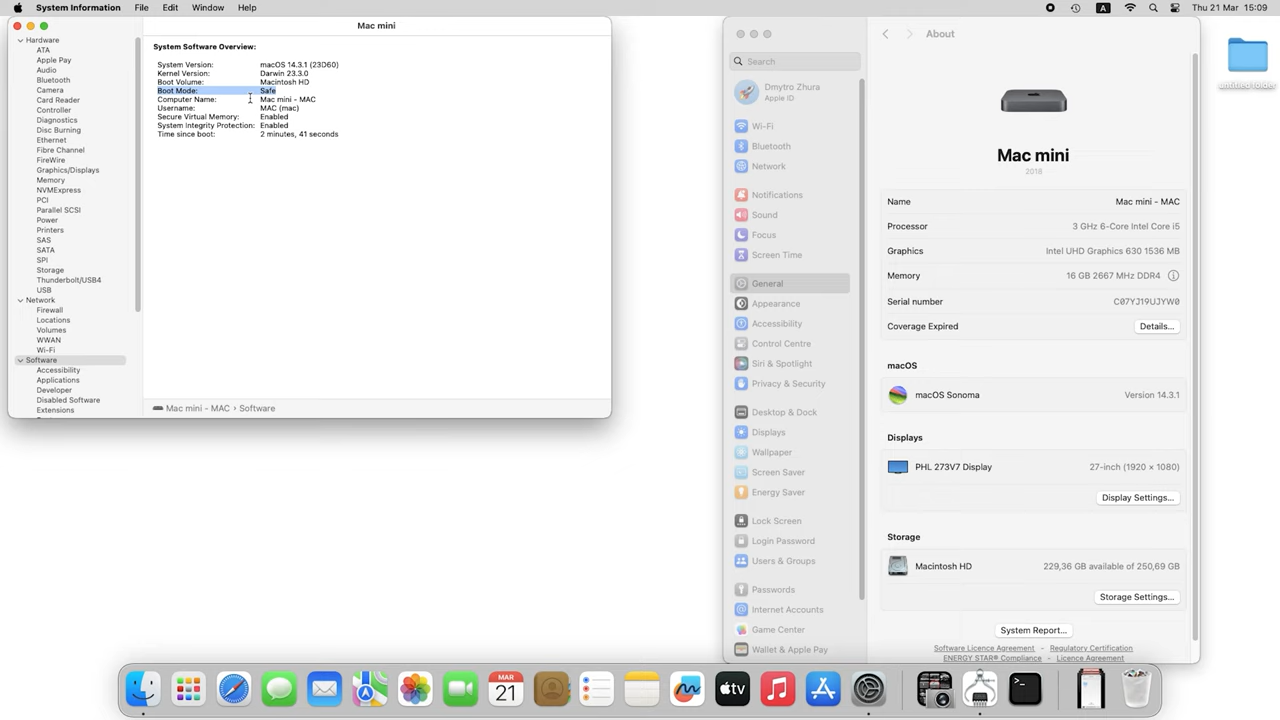 System Information File Edit Window Help
Thu 21 Mar 15:09
A
Mac mini
Hardware
ATA
Apple Pay
Audio
Bluetooth
Camera
Card Reader
Controller
Diagnostics
Disc Burning
Ethernet
Fibre Channel
FireWire
Graphics/Displays
Memory
NVMExpress
PCI
Parallel SCSI
Power
Printers
SAS
SATA
SPI
Storage
Thunderbolt/USB4
USB
Network
Firewall
Locations
Volumes
WWAN
Wi-Fi
Software
Accessibility
Applications
Developer
Disabled Software
Extensions
System Software Overview:
System Version: macOS 14.3.1 (23D60)
Kernel Version: Darwin 23.3.0
Boot Volume: Macintosh HD
Boot Mode: Safe
Computer Name: Mac mini - MAC
Username: MAC (mac)
Secure Virtual Memory: Enabled
System Integrity Protection: Enabled
Time since boot: 2 minutes, 41 seconds
Mac mini - MAC › Software
Search
Dmytro Zhura
Apple ID
Wi-Fi
Bluetooth
Network
Notifications
Sound
Focus
Screen Time
General
Appearance
Accessibility
Control Centre
Siri & Spotlight
Privacy & Security
Desktop & Dock
Displays
Wallpaper
Screen Saver
Energy Saver
Lock Screen
Login Password
Users & Groups
Passwords
Internet Accounts
Game Center
Wallet & Apple Pay
About
Mac mini
2018
Name Mac mini - MAC
Processor 3 GHz 6-Core Intel Core i5
Graphics Intel UHD Graphics 630 1536 MB
Memory 16 GB 2667 MHz DDR4
Serial number C07YJ19UJYW0
Coverage Expired Details...
macOS
macOS Sonoma Version 14.3.1
Displays
PHL 273V7 Display 27-inch (1920 × 1080)
Display Settings...
Storage
Macintosh HD 229,36 GB available of 250,69 GB
Storage Settings...
System Report...
Software Licence Agreement Regulatory Certification
ENERGY STAR® Compliance Licence Agreement
untitled folder
MAR
21
tv
>_